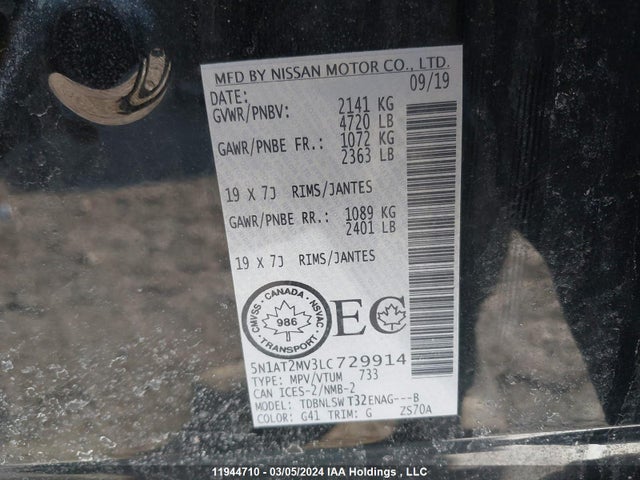 MFD BY NISSAN MOTOR CO., LTD.
DATE: 09/19
GVWR/PNBV: 2141 KG
4720 LB
GAWR/PNBE FR.: 1072 KG
2363 LB
19 X 7J RIMS/JANTES
GAWR/PNBE RR.: 1089 KG
2401 LB
19 X 7J RIMS/JANTES
CANADA
CMVSS NSVAC
986
TRANSPORT
EC
5N1AT2MV3LC729914
TYPE: MPV/VTUM 733
CAN ICES-2/NMB-2
MODEL: TDBNLSW T32ENAG---B
COLOR: G41 TRIM: G ZS70A
11944710 - 03/05/2024 IAA Holdings , LLC